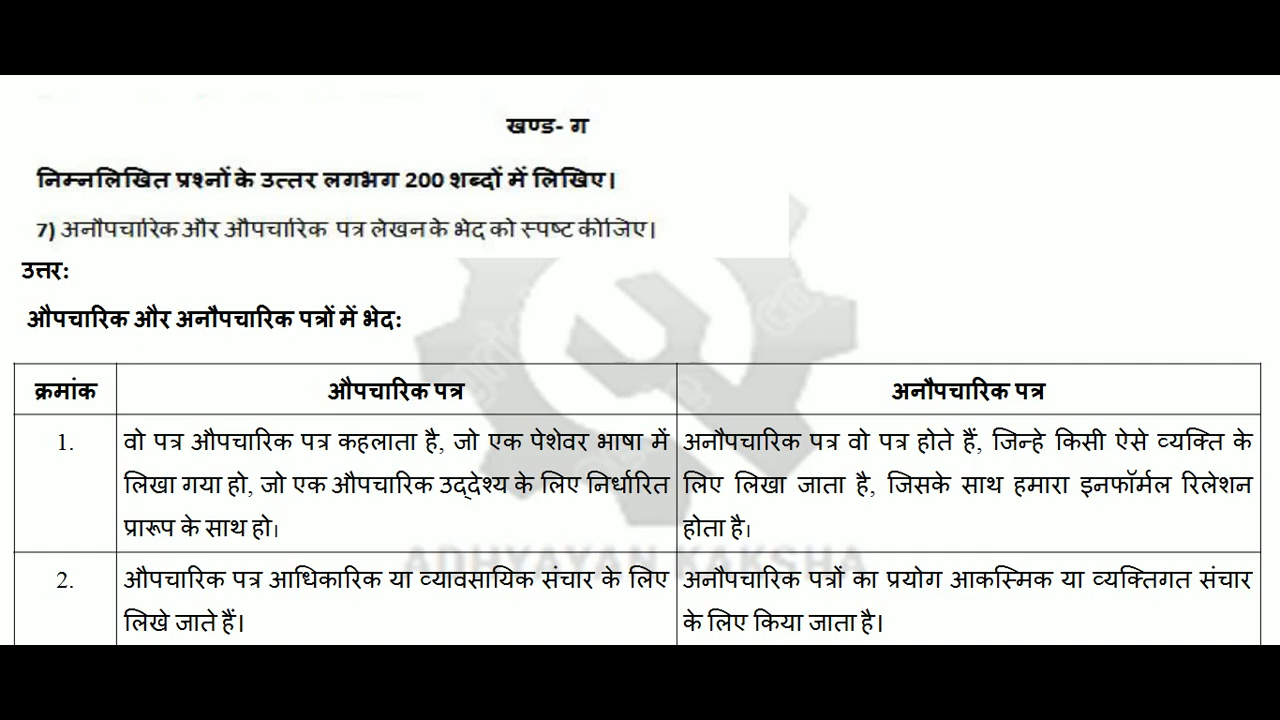 खण्ड- ग
निम्नलिखित प्रश्नों के उत्तर लगभग 200 शब्दों में लिखिए।
7) अनौपचारिक और औपचारिक पत्र लेखन के भेद को स्पष्ट कीजिए।
उत्तर:
औपचारिक और अनौपचारिक पत्रों में भेद:
क्रमांक औपचारिक पत्र अनौपचारिक पत्र
1. वो पत्र औपचारिक पत्र कहलाता है, जो एक पेशेवर भाषा में
लिखा गया हो, जो एक औपचारिक उद्देश्य के लिए निर्धारित
प्रारूप के साथ हो।
अनौपचारिक पत्र वो पत्र होते हैं, जिन्हे किसी ऐसे व्यक्ति के
लिए लिखा जाता है, जिसके साथ हमारा इनफॉर्मल रिलेशन
होता है।
2. औपचारिक पत्र आधिकारिक या व्यावसायिक संचार के लिए
लिखे जाते हैं।
अनौपचारिक पत्रों का प्रयोग आकस्मिक या व्यक्तिगत संचार
के लिए किया जाता है।
ADHYAYAN KAKSHA